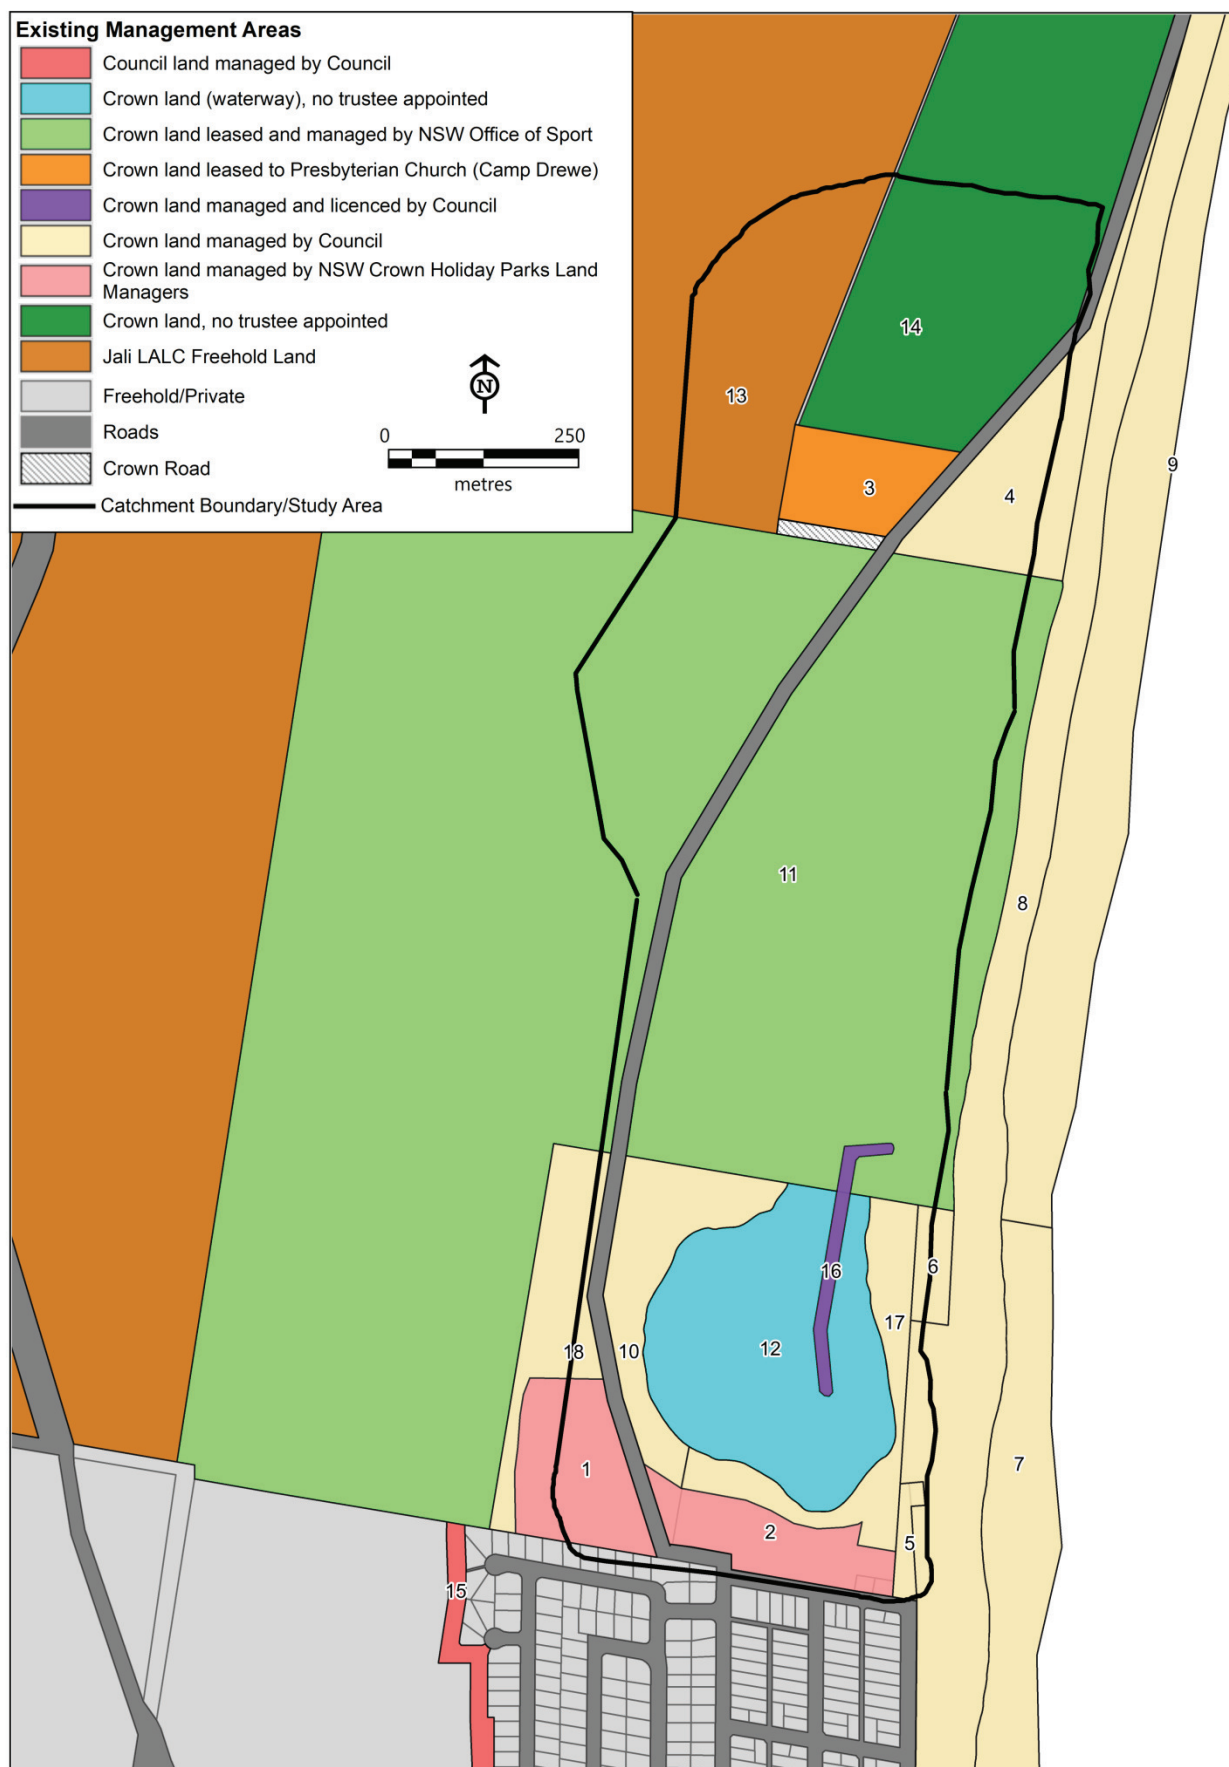 Existing Management Areas
Council land managed by Council
Crown land (waterway), no trustee appointed
Crown land leased and managed by NSW Office of Sport
Crown land leased to Presbyterian Church (Camp Drewe)
Crown land managed and licenced by Council
Crown land managed by Council
Crown land managed by NSW Crown Holiday Parks Land
Managers
Crown land, no trustee appointed
Jali LALC Freehold Land
Freehold/Private
Roads
Crown Road
Catchment Boundary/Study Area
N
0 250
metres
14
13
9
3
4
11
8
6
16
17
12
10
18
7
1
2
5
15